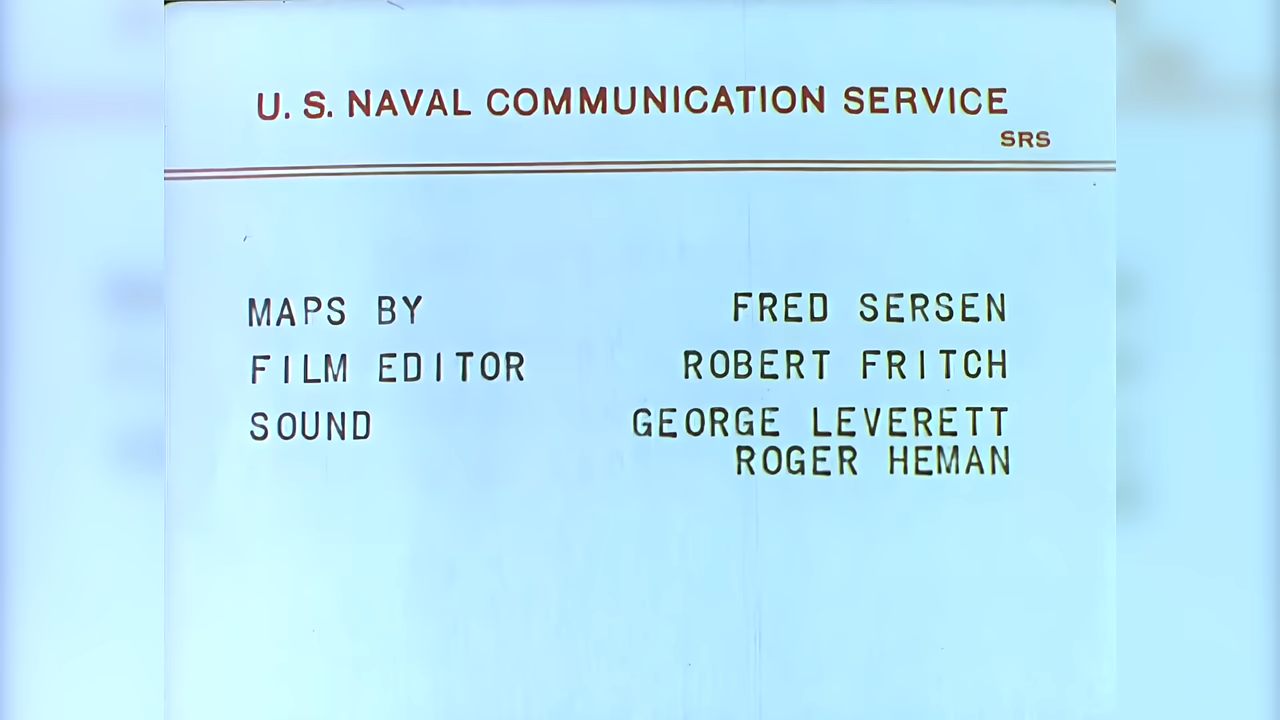 U. S. NAVAL COMMUNICATION SERVICE
SRS
MAPS BY FRED SERSEN
FILM EDITOR ROBERT FRITCH
SOUND GEORGE LEVERETT
ROGER HEMAN